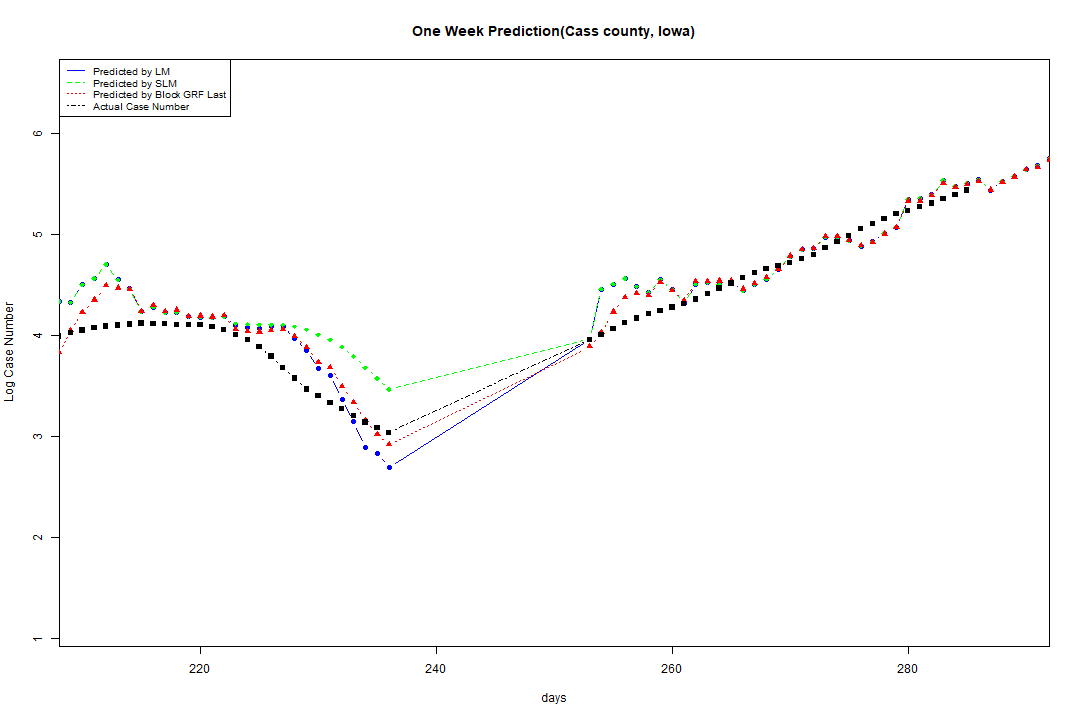 One Week Prediction(Cass county, Iowa)
Predicted by LM
Predicted by SLM
Predicted by Block GRF Last
Actual Case Number
6
5
4
3
2
1
Log Case Number
220 240 260 280
days